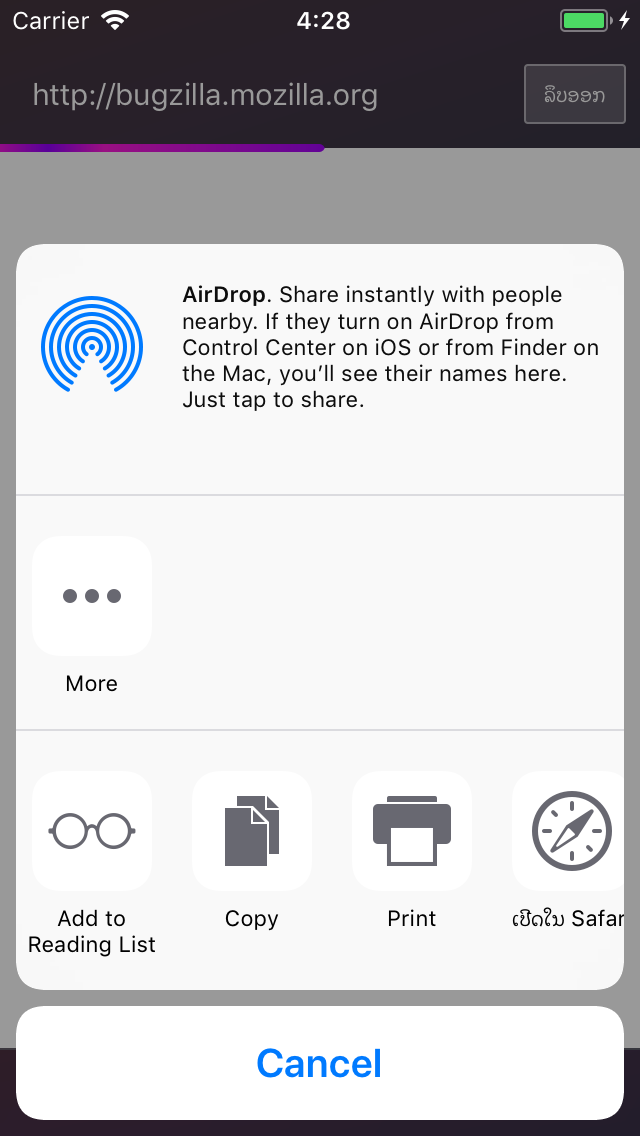 Carrier 4:28
http://bugzilla.mozilla.org ລຶບອອກ
AirDrop. Share instantly with people
nearby. If they turn on AirDrop from
Control Center on iOS or from Finder on
the Mac, you’ll see their names here.
Just tap to share.
More
Add to
Reading List
Copy
Print
ເປີດໃນ Safar
Cancel